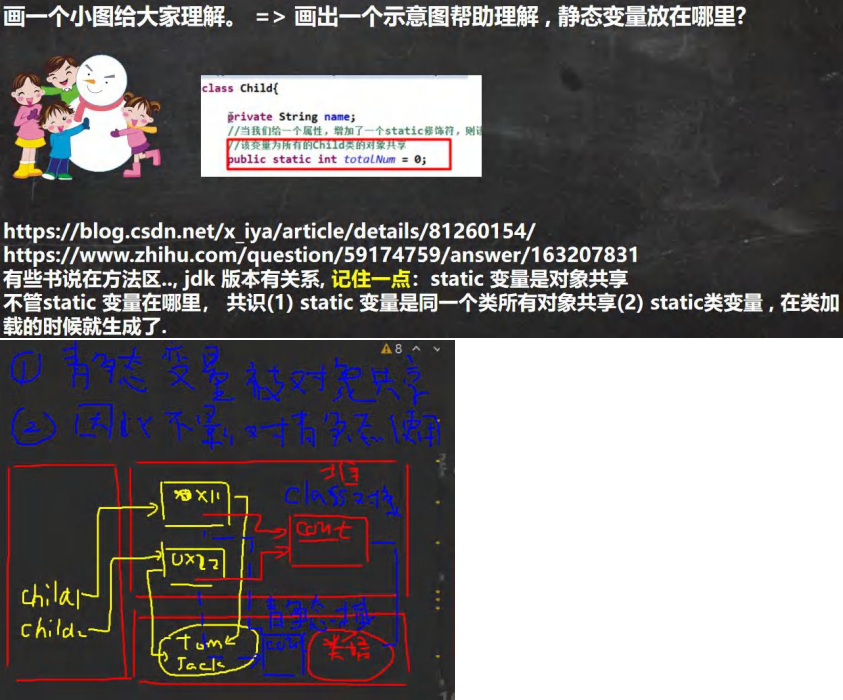 画一个小图给大家理解。 => 画出一个示意图帮助理解，静态变量放在哪里?
class Child{
private String name;
//当我们给一个属性，增加了一个static修饰符，则
//该变量为所有的Child类的对象共享
public static int totalNum = 0;
https://blog.csdn.net/x_iya/article/details/81260154/
https://www.zhihu.com/question/59174759/answer/163207831
有些书说在方法区.., jdk 版本有关系, 记住一点：static 变量是对象共享
不管static 变量在哪里， 共识(1) static 变量是同一个类所有对象共享(2) static类变量，在类加
载的时候就生成了.
8
① 静态变量被对象共享
(2) 因此不影响对静态使用
堆
0X11
Class对象
cout
0X22
child1
child2
Tom
Jack
cout
类信息